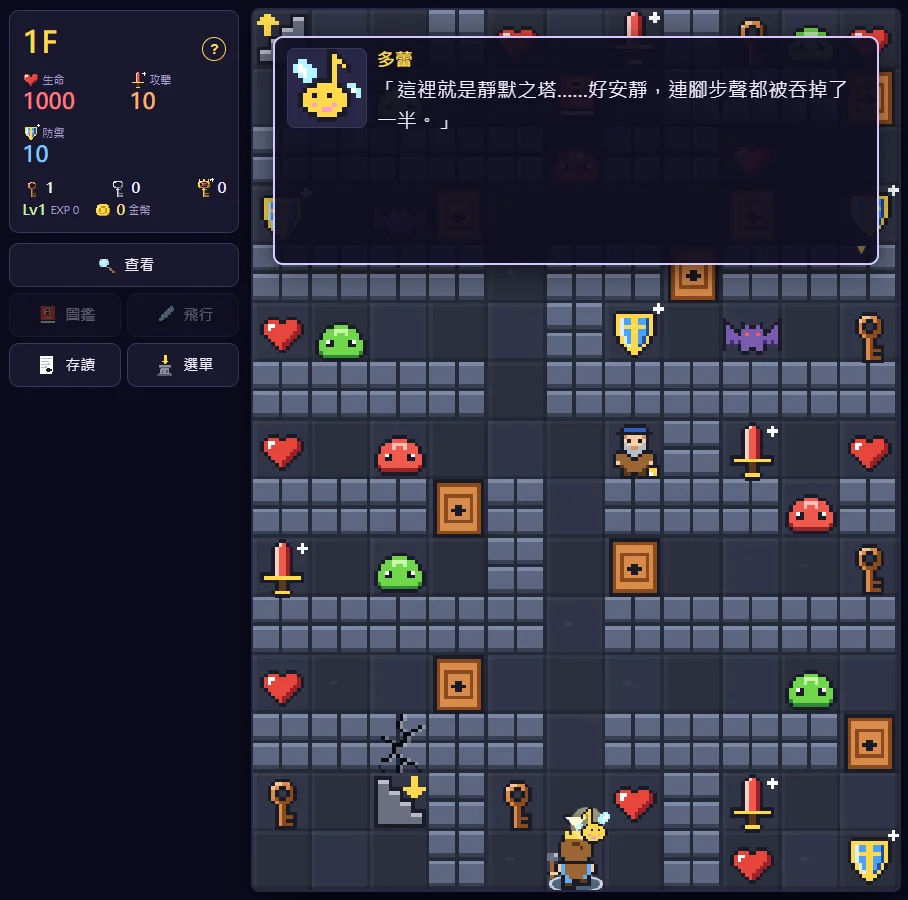 1F
?
生命
1000
攻擊
10
防禦
10
1
0
0
Lv1 EXP 0
0 金幣
查看
圖鑑
飛行
存讀
選單
多蕾
「這裡就是靜默之塔......好安靜，連腳步聲都被吞掉了
一半。」